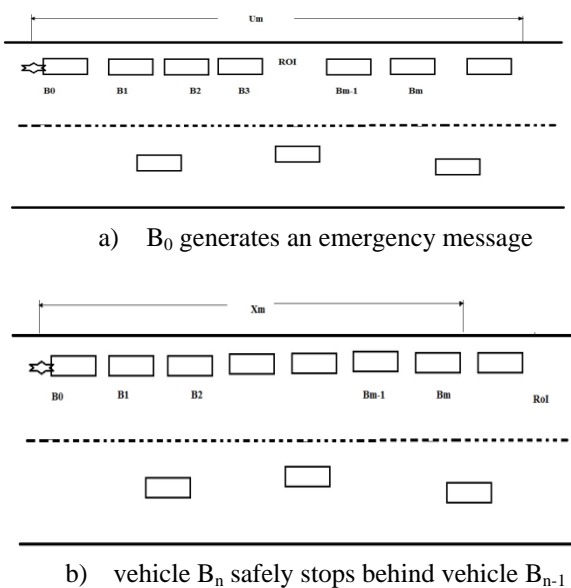 Um
ROI
B0 B1 B2 B3 Bm-1 Bm
a) B₀ generates an emergency message
Xm
B0 B1 B2 Bm-1 Bm
RoI
b) vehicle Bₙ safely stops behind vehicle Bₙ₋₁